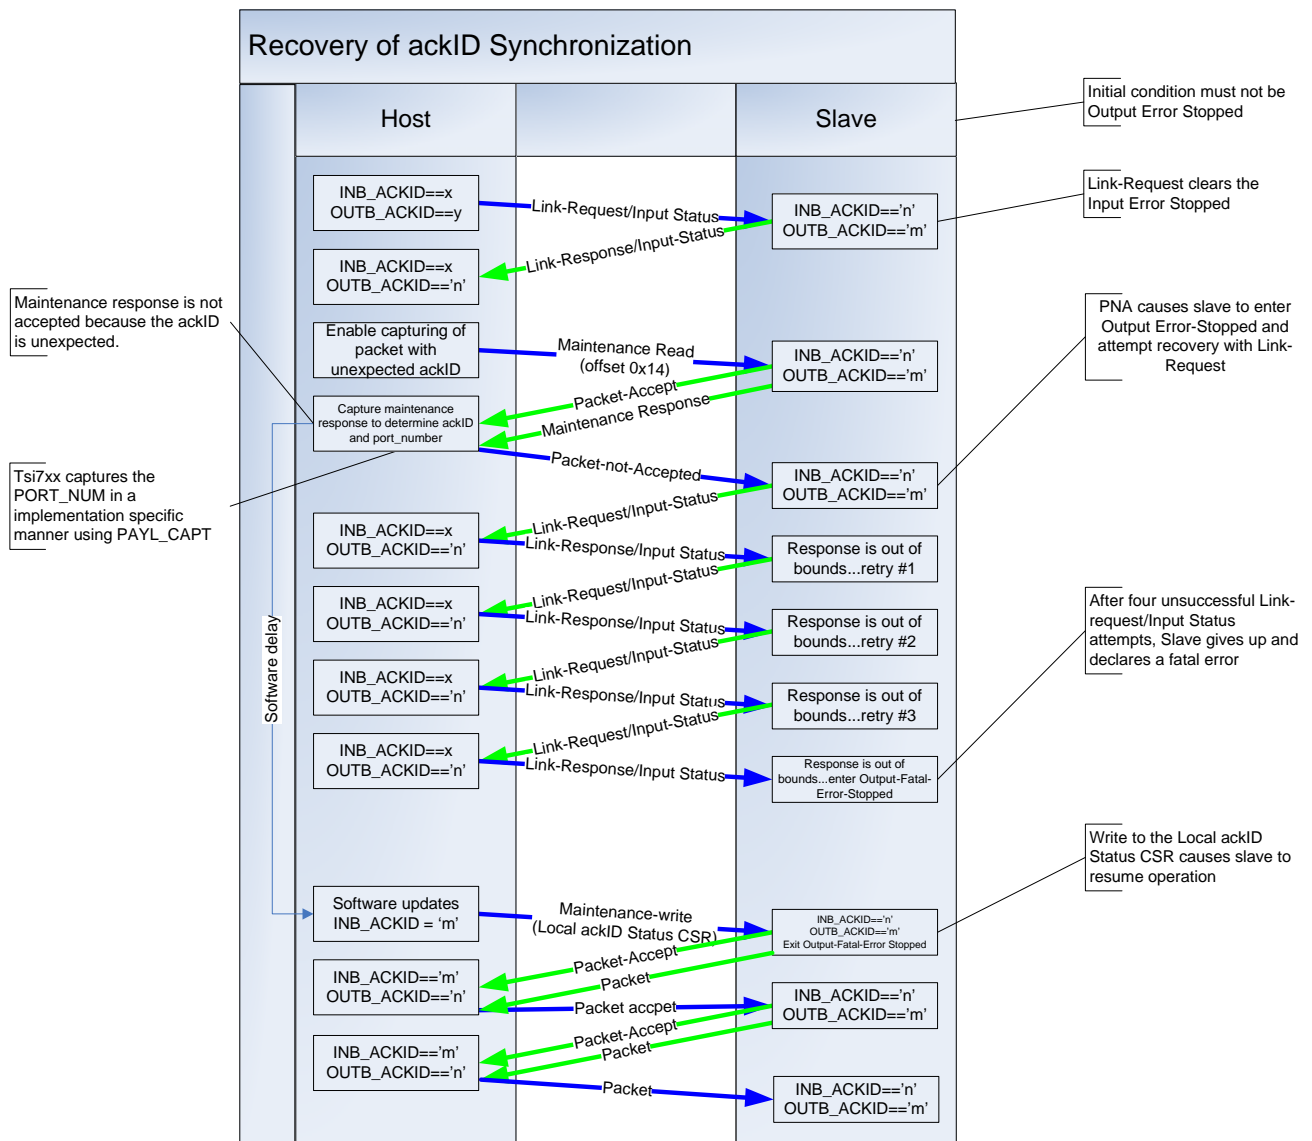 Recovery of ackID Synchronization
Host
Slave
Initial condition must not be
Output Error Stopped
INB_ACKID==x
OUTB_ACKID==y
Link-Request/Input Status
INB_ACKID=='n'
OUTB_ACKID=='m'
Link-Request clears the
Input Error Stopped
Link-Response/Input-Status
INB_ACKID==x
OUTB_ACKID=='n'
Maintenance response is not
accepted because the ackID
is unexpected.
Enable capturing of
packet with
unexpected ackID
Maintenance Read
(offset 0x14)
INB_ACKID=='n'
OUTB_ACKID=='m'
PNA causes slave to enter
Output Error-Stopped and
attempt recovery with Link-
Request
Packet-Accept
Maintenance Response
Capture maintenance
response to determine ackID
and port_number
Packet-not-Accepted
INB_ACKID=='n'
OUTB_ACKID=='m'
Tsi7xx captures the
PORT_NUM in a
implementation specific
manner using PAYL_CAPT
Link-Request/Input-Status
INB_ACKID==x
OUTB_ACKID=='n'
Link-Response/Input Status
Response is out of
bounds...retry #1
Link-Request/Input-Status
INB_ACKID==x
OUTB_ACKID=='n'
Link-Response/Input Status
Response is out of
bounds...retry #2
After four unsuccessful Link-
request/Input Status
attempts, Slave gives up and
declares a fatal error
Link-Request/Input-Status
INB_ACKID==x
OUTB_ACKID=='n'
Link-Response/Input Status
Response is out of
bounds...retry #3
Software delay
Link-Request/Input-Status
INB_ACKID==x
OUTB_ACKID=='n'
Link-Response/Input Status
Response is out of
bounds...enter Output-Fatal-
Error-Stopped
Write to the Local ackID
Status CSR causes slave to
resume operation
Software updates
INB_ACKID = ‘m’
Maintenance-write
(Local ackID Status CSR)
INB_ACKID=='n'
OUTB_ACKID=='m'
Exit Output-Fatal-Error Stopped
Packet-Accept
Packet
INB_ACKID=='m'
OUTB_ACKID=='n'
Packet accpet
INB_ACKID=='n'
OUTB_ACKID=='m'
Packet-Accept
Packet
INB_ACKID=='m'
OUTB_ACKID=='n'
Packet
INB_ACKID=='n'
OUTB_ACKID=='m'